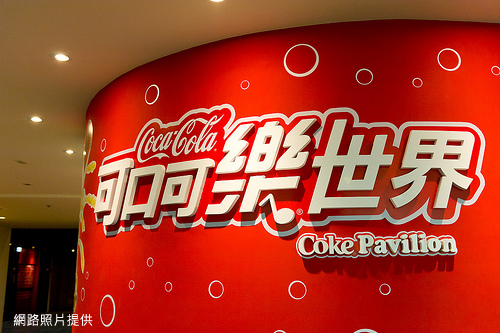 Coca-Cola
可口可樂世界
®
Coke Pavilion
網路照片提供